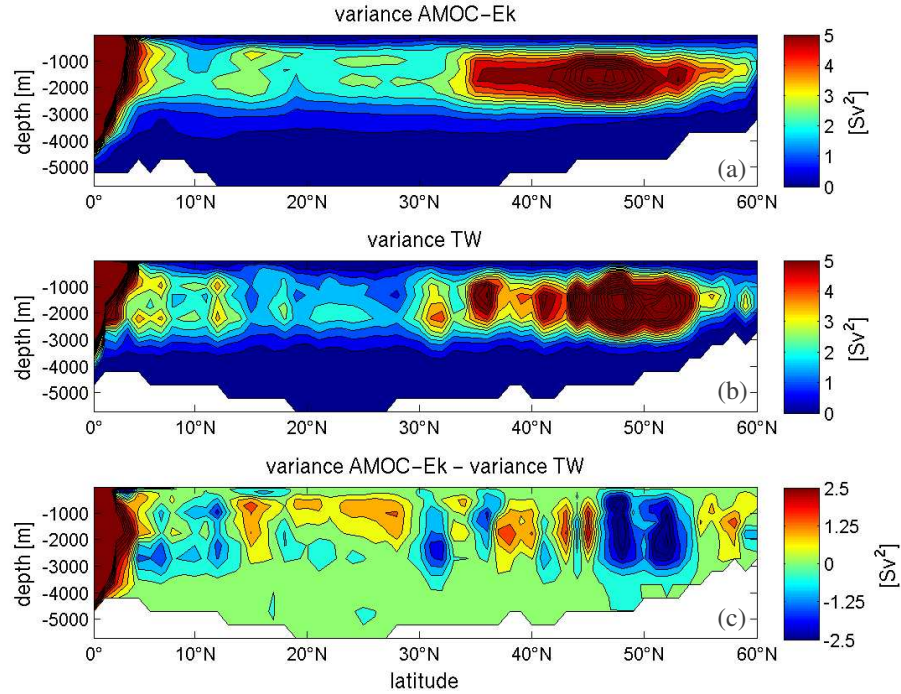 variance AMOC-Ek
depth [m]
-1000
-2000
-3000
-4000
-5000
0° 10°N 20°N 30°N 40°N 50°N 60°N
(a)
5
4
3
2
1
0
[Sv²]
variance TW
depth [m]
-1000
-2000
-3000
-4000
-5000
0° 10°N 20°N 30°N 40°N 50°N 60°N
(b)
5
4
3
2
1
0
[Sv²]
variance AMOC-Ek - variance TW
depth [m]
-1000
-2000
-3000
-4000
-5000
0° 10°N 20°N 30°N 40°N 50°N 60°N
(c)
2.5
1.25
0
-1.25
-2.5
[Sv²]
latitude